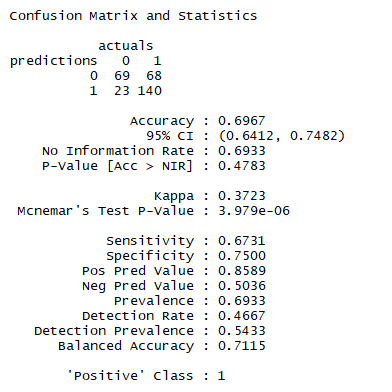 Confusion Matrix and Statistics
actuals
predictions 0 1
0 69 68
1 23 140
Accuracy : 0.6967
95% CI : (0.6412, 0.7482)
No Information Rate : 0.6933
P-Value [Acc > NIR] : 0.4783
Kappa : 0.3723
Mcnemar's Test P-Value : 3.979e-06
Sensitivity : 0.6731
Specificity : 0.7500
Pos Pred Value : 0.8589
Neg Pred Value : 0.5036
Prevalence : 0.6933
Detection Rate : 0.4667
Detection Prevalence : 0.5433
Balanced Accuracy : 0.7115
'Positive' Class : 1